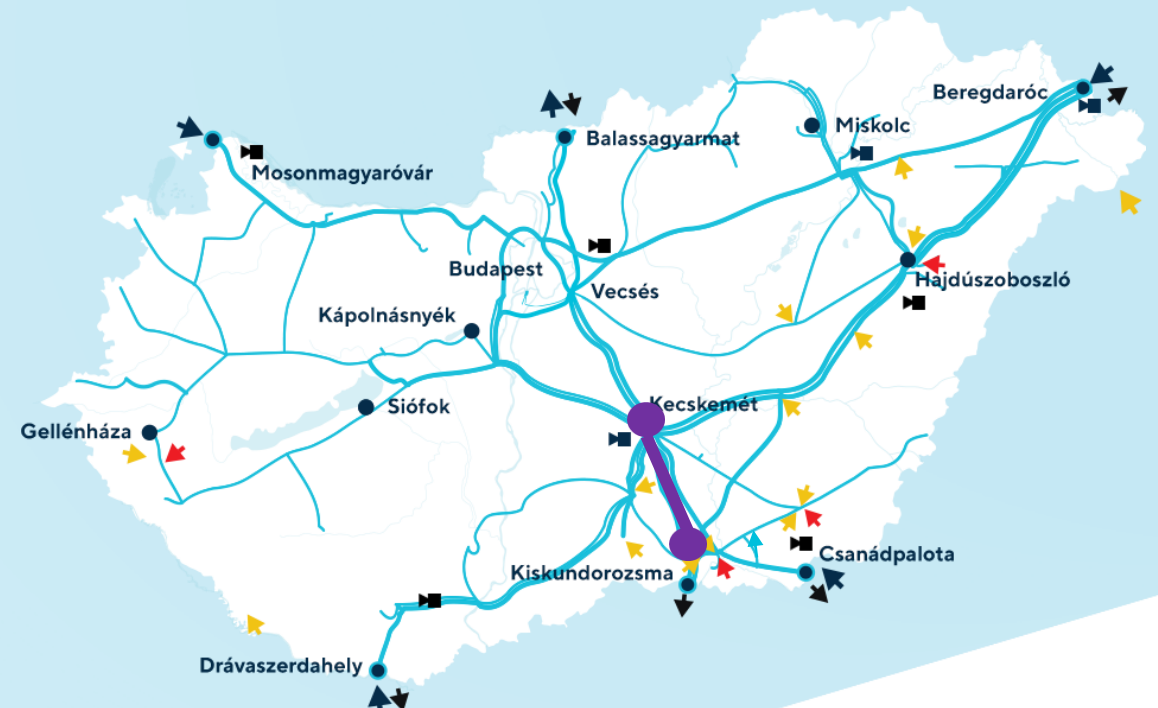 Beregdaróc
Miskolc
Balassagyarmat
Mosonmagyaróvár
Budapest
Hajdúszoboszló
Vecsés
Kápolnásnyék
Kecskemét
Siófok
Gellénháza
Csanádpalota
Kiskundorozsma
Drávaszerdahely